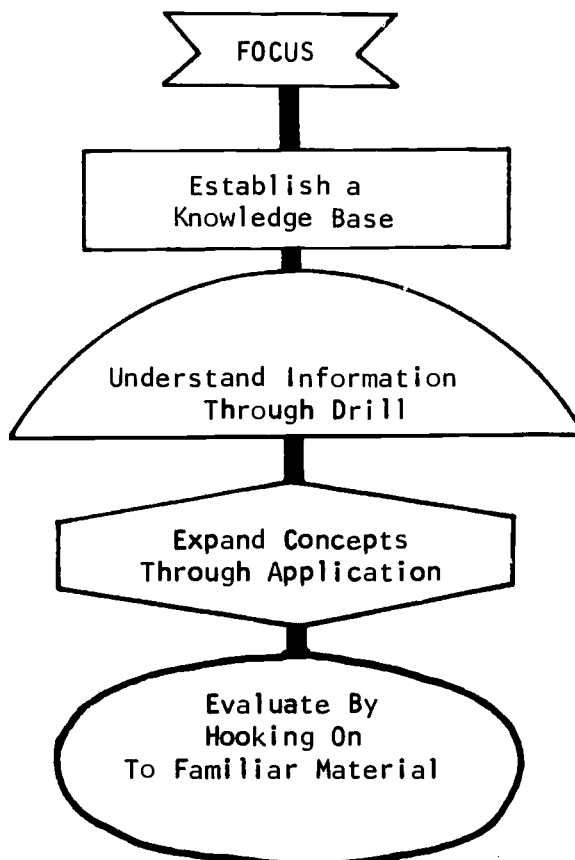 FOCUS
Establish a
Knowledge Base
Understand Information
Through Drill
Expand Concepts
Through Application
Evaluate By
Hooking On
To Familiar Material